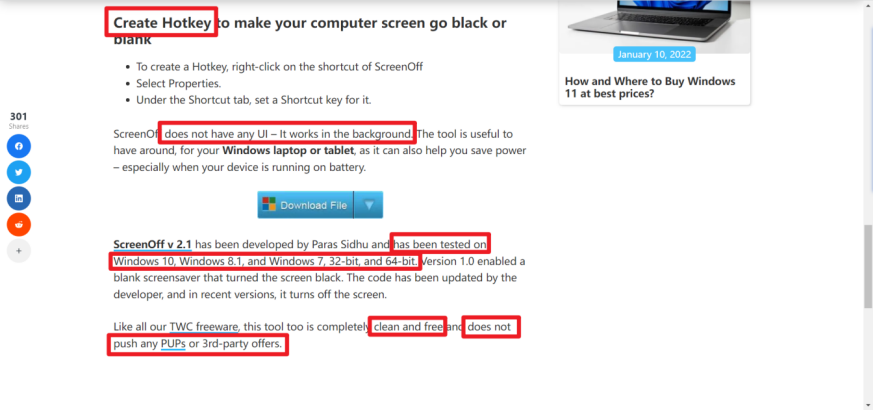 Create Hotkey to make your computer screen go black or
blank
• To create a Hotkey, right-click on the shortcut of ScreenOff
• Select Properties.
• Under the Shortcut tab, set a Shortcut key for it.
ScreenOff does not have any UI – It works in the background. The tool is useful to
have around, for your Windows laptop or tablet, as it can also help you save power
– especially when your device is running on battery.
Download File
ScreenOff v 2.1 has been developed by Paras Sidhu and has been tested on
Windows 10, Windows 8.1, and Windows 7, 32-bit, and 64-bit. Version 1.0 enabled a
blank screensaver that turned the screen black. The code has been updated by the
developer, and in recent versions, it turns off the screen.
Like all our TWC freeware, this tool too is completely clean and free and does not
push any PUPs or 3rd-party offers.
301
Shares
January 10, 2022
How and Where to Buy Windows
11 at best prices?